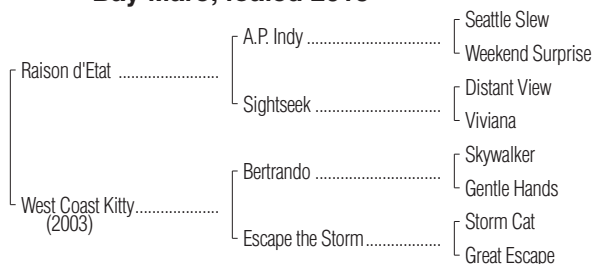 Bay Mare, foaled
Seattle Slew
A.P. Indy ..................................
Weekend Surprise
Raison d'Etat .........................
Distant View
Sightseek ................................
Viviana
Skywalker
Bertrando ................................
Gentle Hands
West Coast Kitty.....................
(2003)
Storm Cat
Escape the Storm...................
Great Escape